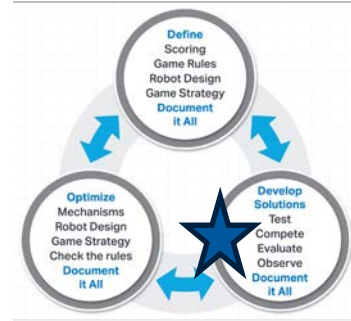 Define
Scoring
Game Rules
Robot Design
Game Strategy
Document
it All
Optimize
Mechanisms
Robot Design
Game Strategy
Check the rules
Document
it All
Develop
Solutions
Test
Compete
Evaluate
Observe
Document
it All